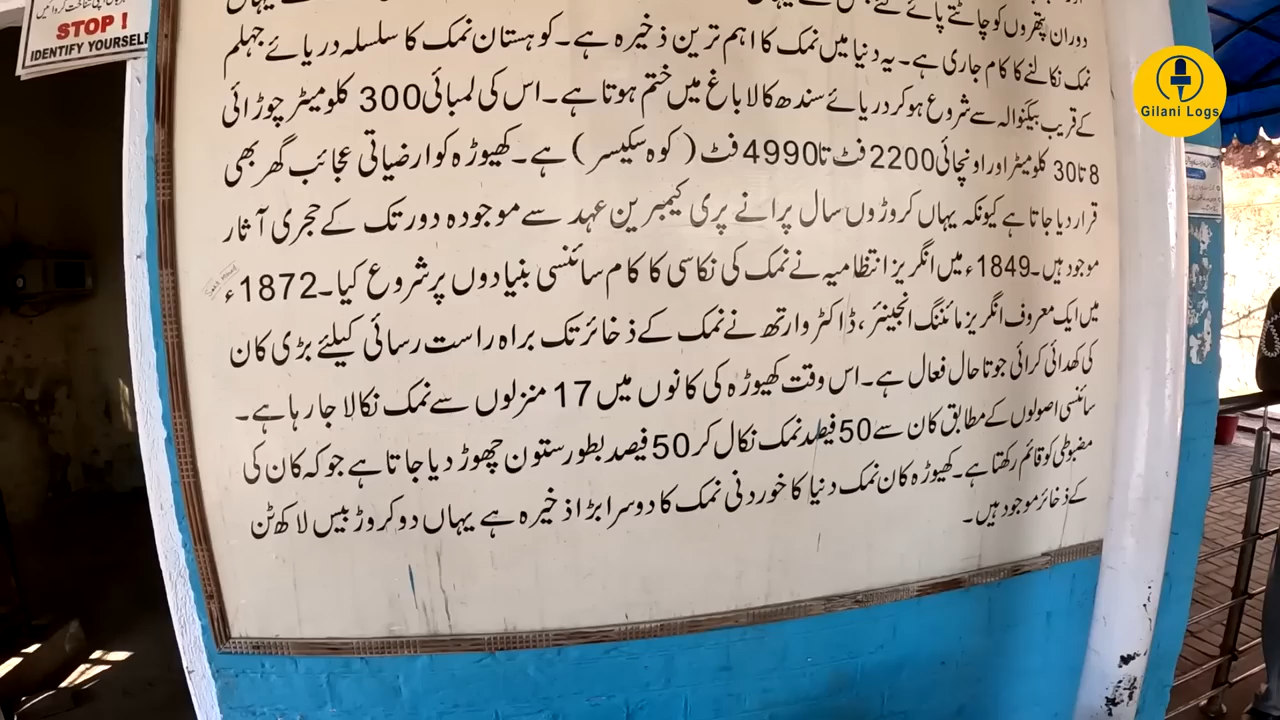 STOP !
IDENTIFY YOURSELF
Gilani Logs
دوران پتھروں کو چاٹتے پائے گئے
نمک نکالنے کا کام جاری ہے۔ یہ دنیا میں نمک کا اہم ترین ذخیرہ ہے۔ کوہستان نمک کا سلسلہ دریائے جہلم
کے قریب بیگنوالہ سے شروع ہو کر دریائے سندھ کالا باغ میں ختم ہوتا ہے۔ اس کی لمبائی 300 کلومیٹر چوڑائی
8 تا 30 کلومیٹر اور اونچائی 2200 فٹ تا 4990 فٹ ( کوہ سکیسر ) ہے۔ کھیوڑہ کو ارضیاتی عجائب گھر بھی
قرار دیا جاتا ہے کیونکہ یہاں کروڑوں سال پرانے پری کیمبرین عہد سے موجودہ دور تک کے حجری آثار
موجود ہیں۔ 1849ء میں انگریز انتظامیہ نے نمک کی نکاسی کا کام سائنسی بنیادوں پر شروع کیا۔ 1872ء
میں ایک معروف انگریز مائننگ انجینئر، ڈاکٹر وارتھ نے نمک کے ذخائر تک براہ راست رسائی کیلئے بڑی کان
کی کھدائی کرائی جو تا حال فعال ہے۔ اس وقت کھیوڑہ کی کانوں میں 17 منزلوں سے نمک نکالا جا رہا ہے۔
سائنسی اصولوں کے مطابق کان سے 50 فیصد نمک نکال کر 50 فیصد بطور ستون چھوڑ دیا جاتا ہے جو کہ کان کی
مضبوطی کو قائم رکھتا ہے۔ کھیوڑہ کان نمک دنیا کا خوردنی نمک کا دوسرا بڑا ذخیرہ ہے یہاں دو کروڑ بیس لاکھ ٹن
کے ذخائر موجود ہیں۔